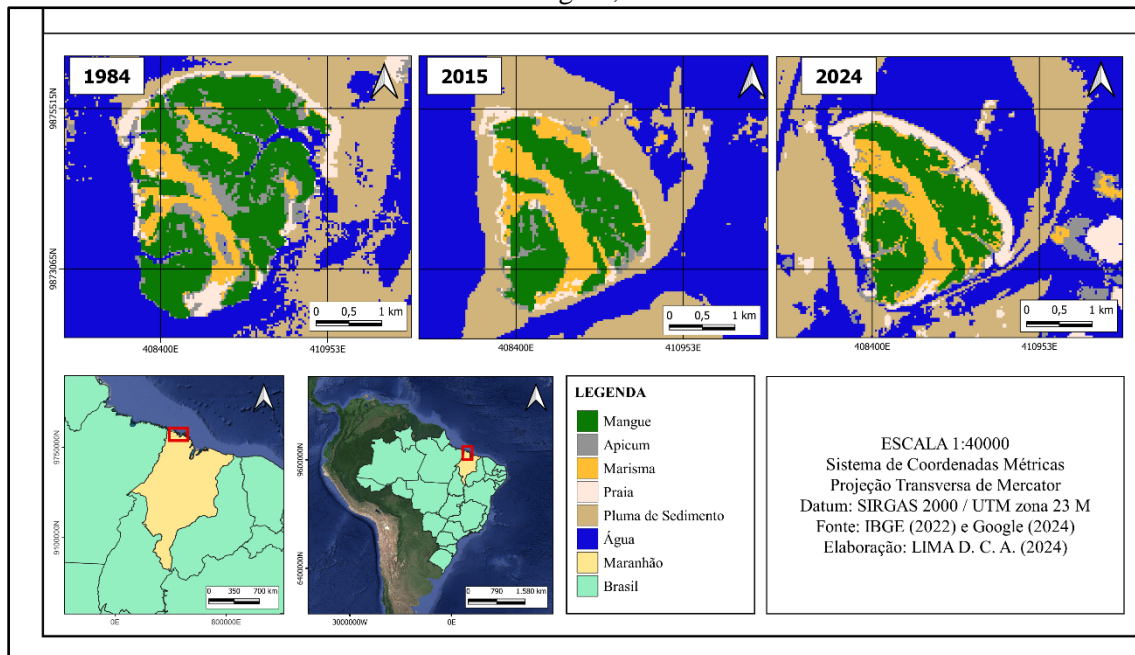 1984
2015
2024
9875515N
9873065N
0 0,5 1 km
0 0,5 1 km
0 0,5 1 km
408400E 410953E
408400E 410953E
408400E 410953E
9750000N
9100000N
0 350 700 km
0E 800000E
9600000N
6400000N
0 790 1.580 km
3000000W 0E
LEGENDA
Mangue
Apicum
Marisma
Praia
Pluma de Sedimento
Água
Maranhão
Brasil
ESCALA 1:40000
Sistema de Coordenadas Métricas
Projeção Transversa de Mercator
Datum: SIRGAS 2000 / UTM zona 23 M
Fonte: IBGE (2022) e Google (2024)
Elaboração: LIMA D. C. A. (2024)